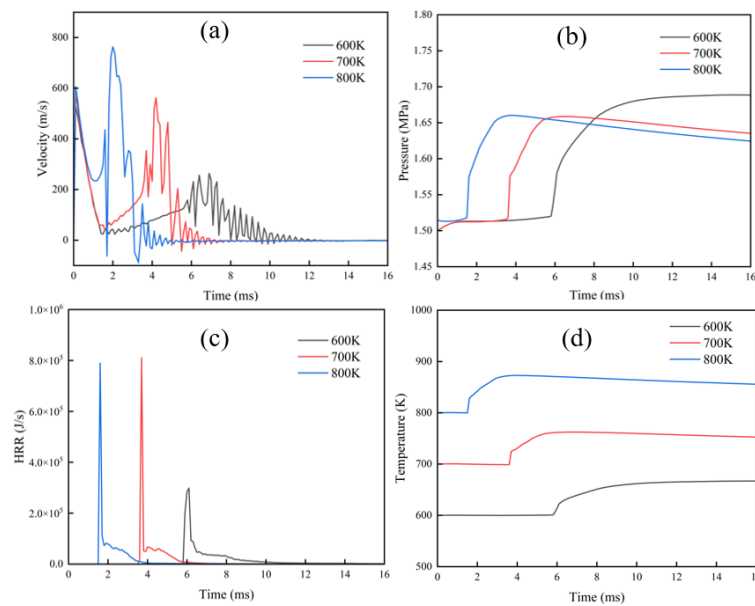 (a)
600K
700K
800K
800
600
400
200
0
Velocity (m/s)
0 2 4 6 8 10 12 14 16
Time (ms)
(b)
600K
700K
800K
1.80
1.75
1.70
1.65
1.60
1.55
1.50
1.45
Pressure (MPa)
0 2 4 6 8 10 12 14 16
Time (ms)
(c)
600K
700K
800K
1.0×10⁶
8.0×10⁵
6.0×10⁵
4.0×10⁵
2.0×10⁵
0.0
HRR (J/s)
0 2 4 6 8 10 12 14 16
Time (ms)
(d)
600K
700K
800K
1000
900
800
700
600
500
Temperature (K)
0 2 4 6 8 10 12 14 16
Time (ms)